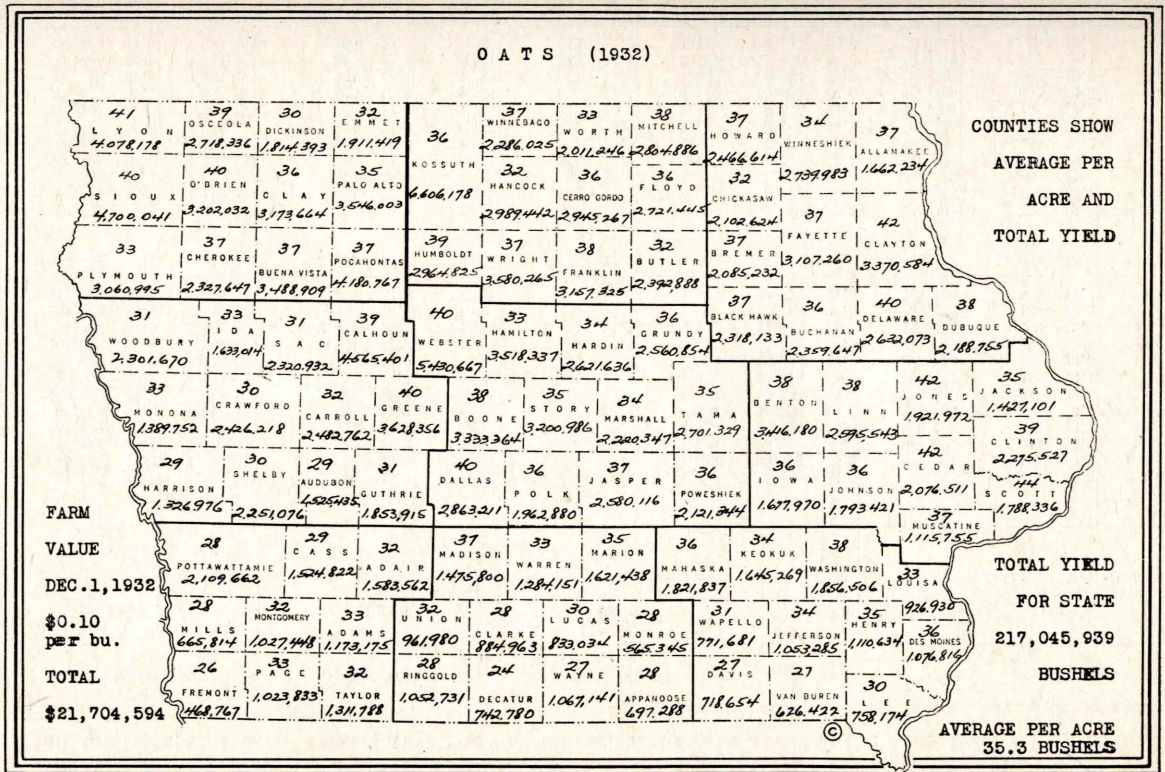 OATS (1932)
COUNTIES SHOW
AVERAGE PER
ACRE AND
TOTAL YIELD
41
LYON
4,078,178
39
OSCEOLA
2,718,336
30
DICKINSON
1,814,393
32
EMMET
1,911,419
36
KOSSUTH
6,606,178
37
WINNEBAGO
2,286,025
33
WORTH
2,011,246
38
MITCHELL
2,804,886
37
HOWARD
2,466,614
34
WINNESHIEK
2,739,983
37
ALLAMAKEE
1,662,234
40
SIOUX
4,700,041
40
O'BRIEN
3,202,032
36
CLAY
3,173,664
35
PALO ALTO
3,546,003
32
HANCOCK
2,989,442
36
CERRO GORDO
2,945,267
36
FLOYD
2,721,445
32
CHICKASAW
2,102,624
37
FAYETTE
3,107,260
42
CLAYTON
3,370,584
33
PLYMOUTH
3,060,995
37
CHEROKEE
2,327,647
37
BUENA VISTA
3,488,909
37
POCAHONTAS
4,180,767
39
HUMBOLDT
2,964,825
37
WRIGHT
3,580,265
38
FRANKLIN
3,157,325
32
BUTLER
2,392,888
37
BREMER
2,085,232
31
WOODBURY
2,301,670
33
IDA
1,633,014
31
SAC
2,320,932
39
CALHOUN
4,565,401
40
WEBSTER
5,430,667
33
HAMILTON
3,518,337
34
HARDIN
2,621,636
36
GRUNDY
2,560,854
37
BLACK HAWK
2,318,133
36
BUCHANAN
2,359,647
40
DELAWARE
2,632,073
38
DUBUQUE
2,188,755
33
MONONA
1,389,752
30
CRAWFORD
2,426,218
32
CARROLL
2,482,762
40
GREENE
3,628,356
38
BOONE
3,333,364
35
STORY
3,200,986
34
MARSHALL
2,220,347
35
TAMA
2,701,329
38
BENTON
3,416,180
38
LINN
2,595,543
42
JONES
1,921,972
35
JACKSON
1,427,101
39
CLINTON
2,275,527
29
HARRISON
1,326,976
30
SHELBY
2,251,076
29
AUDUBON
1,525,435
31
GUTHRIE
1,853,915
40
DALLAS
2,863,211
36
POLK
1,962,880
37
JASPER
2,580,116
36
POWESHIEK
2,121,344
36
IOWA
1,677,970
36
JOHNSON
1,793,421
42
CEDAR
2,076,511
44
SCOTT
1,788,336
37
MUSCATINE
1,115,755
28
POTTAWATTAMIE
2,109,662
29
CASS
1,524,822
32
ADAIR
1,583,562
37
MADISON
1,475,800
33
WARREN
1,284,151
35
MARION
1,621,438
36
MAHASKA
1,821,837
34
KEOKUK
1,645,269
38
WASHINGTON
1,856,506
33
LOUISA
926,930
28
MILLS
665,814
32
MONTGOMERY
1,027,448
33
ADAMS
1,173,175
32
UNION
961,980
28
CLARKE
884,963
30
LUCAS
833,034
28
MONROE
565,345
31
WAPELLO
771,681
34
JEFFERSON
1,053,285
35
HENRY
1,110,634
36
DES MOINES
1,076,816
26
FREMONT
468,767
33
PAGE
1,023,833
32
TAYLOR
1,311,788
28
RINGGOLD
1,052,731
24
DECATUR
742,780
27
WAYNE
1,067,141
28
APPANOOSE
697,288
27
DAVIS
718,654
27
VAN BUREN
626,422
30
LEE
758,174
FARM
VALUE
DEC.1,1932
$0.10
per bu.
TOTAL
$21,704,594
TOTAL YIELD
FOR STATE
217,045,939
BUSHELS
©
AVERAGE PER ACRE
35.3 BUSHELS